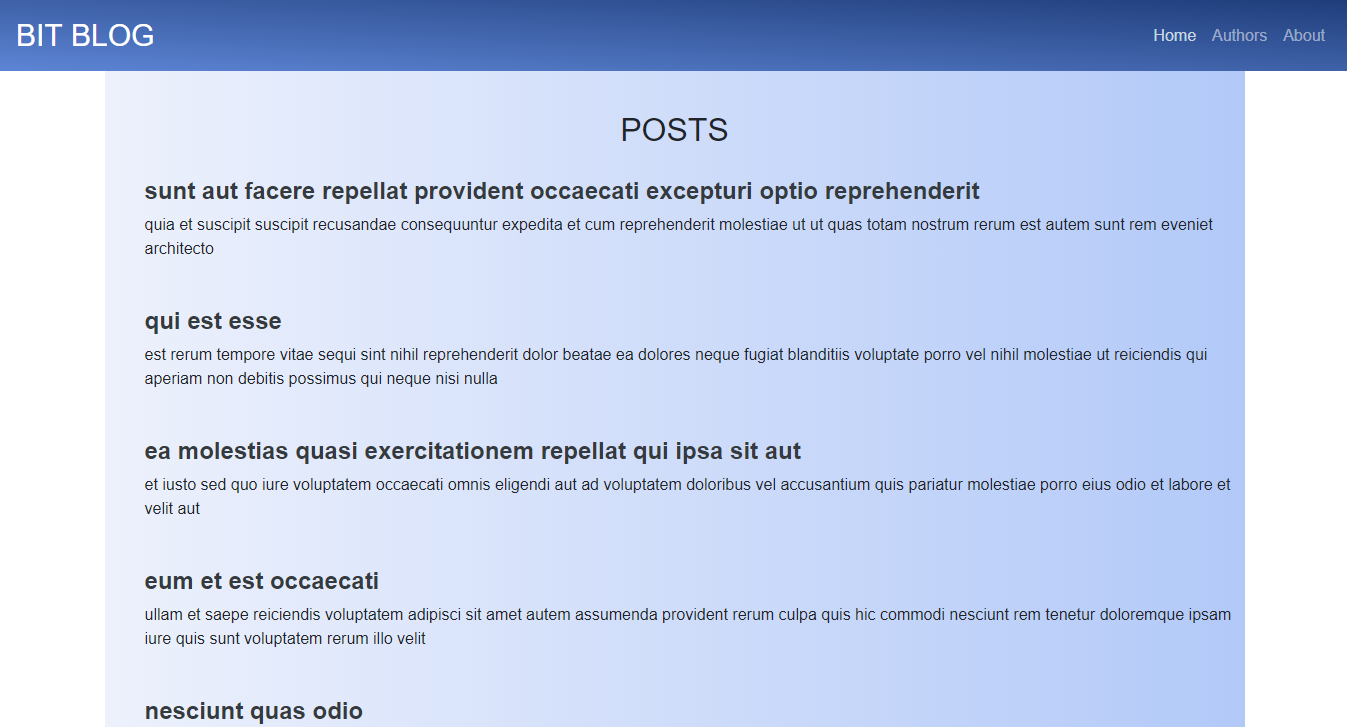 BIT BLOG
Home Authors About
POSTS
sunt aut facere repellat provident occaecati excepturi optio reprehenderit
quia et suscipit suscipit recusandae consequuntur expedita et cum reprehenderit molestiae ut ut quas totam nostrum rerum est autem sunt rem eveniet
architecto
qui est esse
est rerum tempore vitae sequi sint nihil reprehenderit dolor beatae ea dolores neque fugiat blanditiis voluptate porro vel nihil molestiae ut reiciendis qui
aperiam non debitis possimus qui neque nisi nulla
ea molestias quasi exercitationem repellat qui ipsa sit aut
et iusto sed quo iure voluptatem occaecati omnis eligendi aut ad voluptatem doloribus vel accusantium quis pariatur molestiae porro eius odio et labore et
velit aut
eum et est occaecati
ullam et saepe reiciendis voluptatem adipisci sit amet autem assumenda provident rerum culpa quis hic commodi nesciunt rem tenetur doloremque ipsam
iure quis sunt voluptatem rerum illo velit
nesciunt quas odio